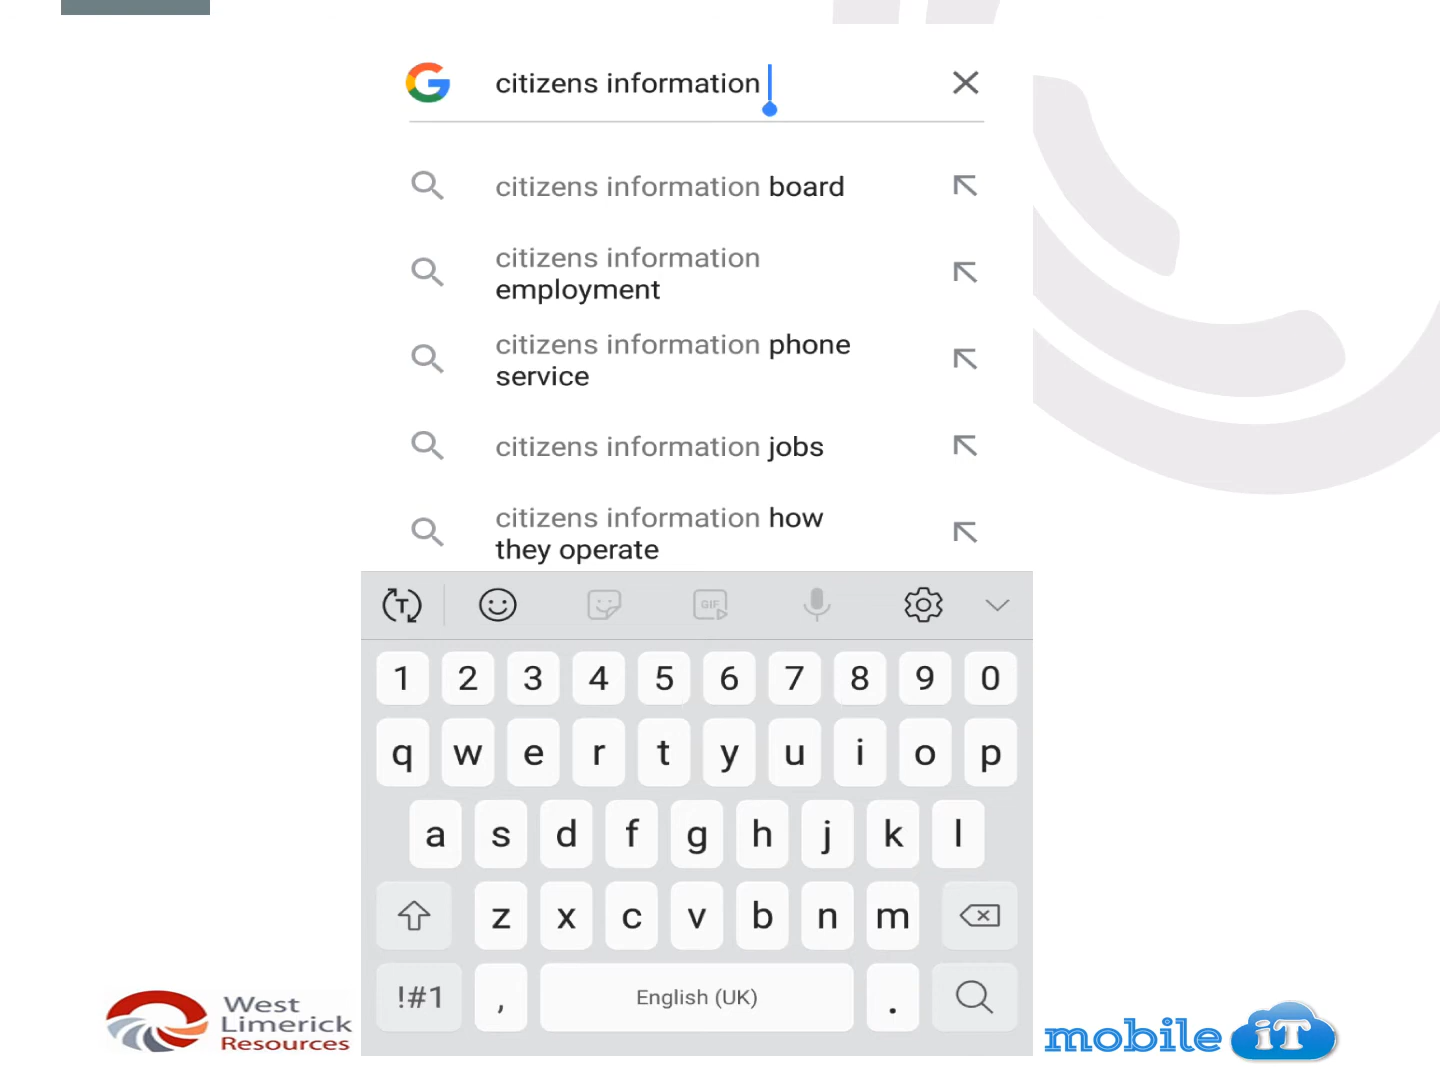 citizens information
citizens information board
citizens information
employment
citizens information phone
service
citizens information jobs
citizens information how
they operate
T
GIF
1 2 3 4 5 6 7 8 9 0
q w e r t y u i o p
a s d f g h j k l
z x c v b n m
!#1 , English (UK) .
West
Limerick
Resources
mobile iT